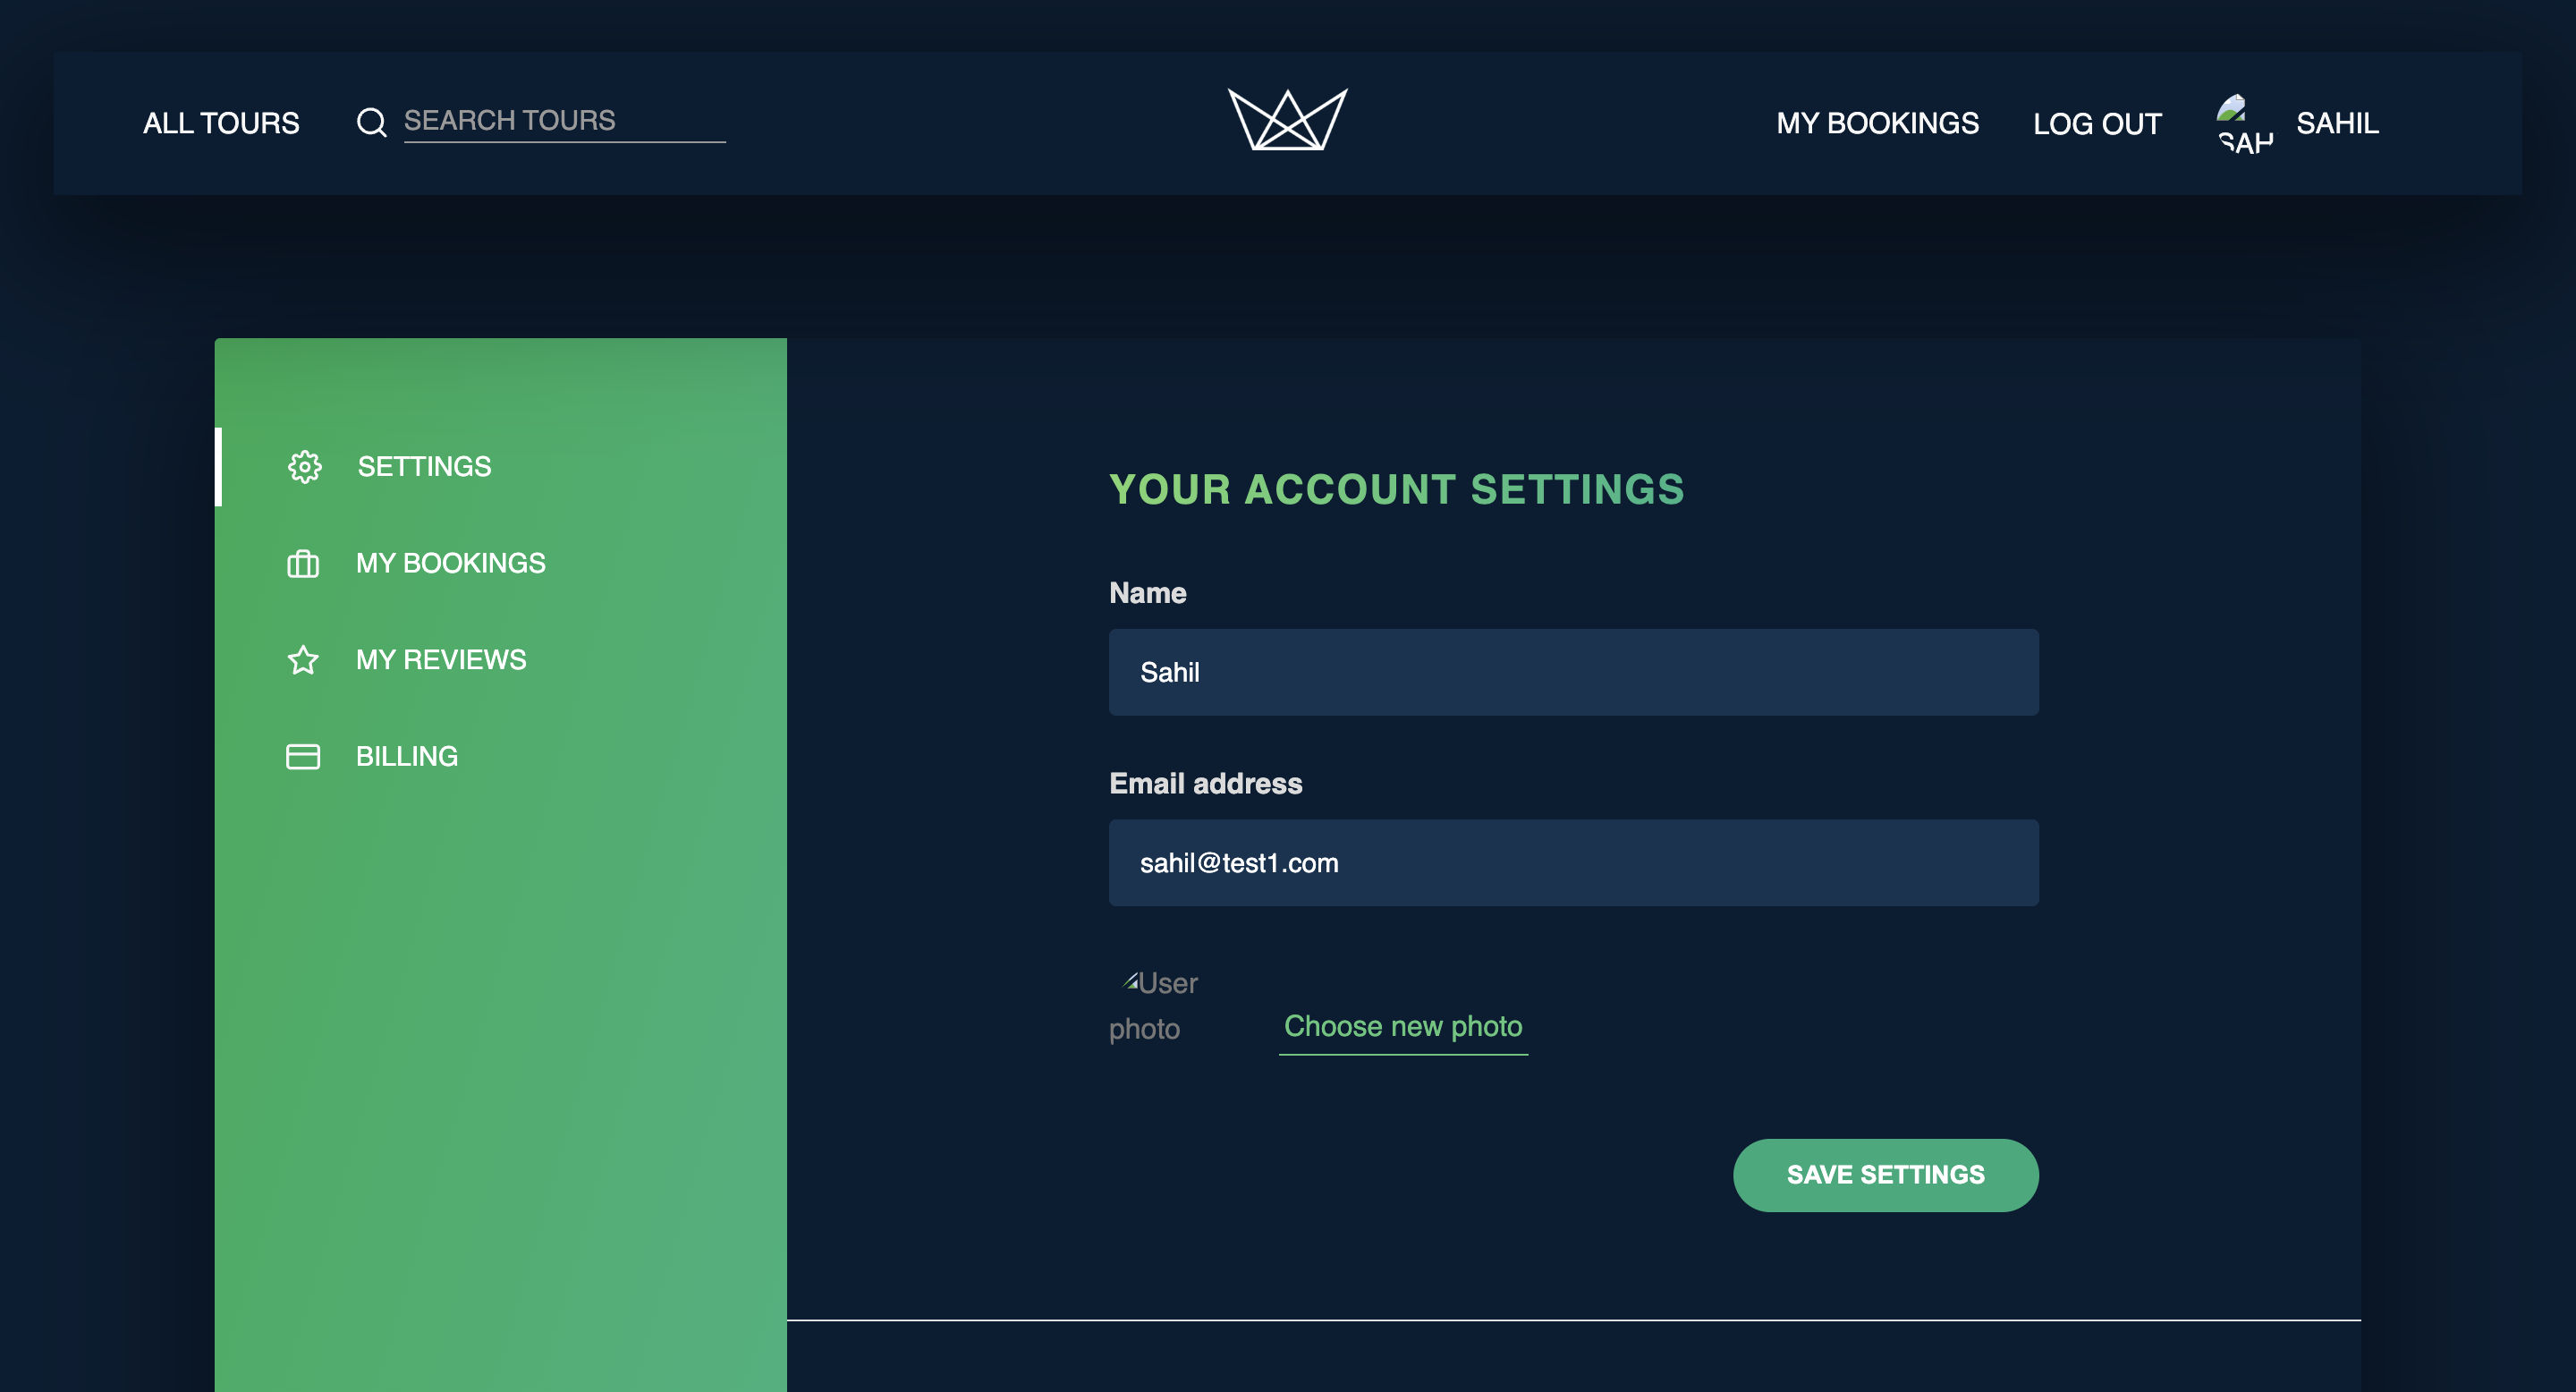 ALL TOURS
SEARCH TOURS
MY BOOKINGS
LOG OUT
SAH
SAHIL
SETTINGS
MY BOOKINGS
MY REVIEWS
BILLING
YOUR ACCOUNT SETTINGS
Name
Sahil
Email address
sahil@test1.com
User
photo
Choose new photo
SAVE SETTINGS